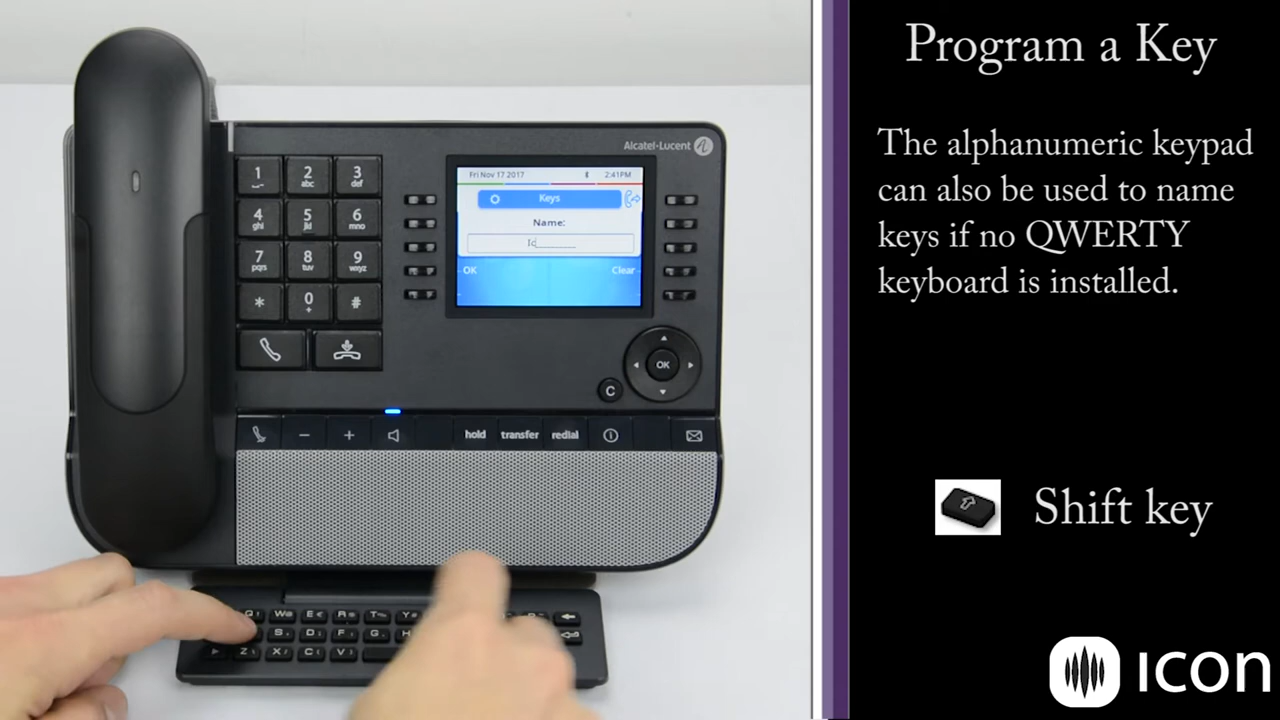 Program a Key
The alphanumeric keypad
can also be used to name
keys if no QWERTY
keyboard is installed.
Shift key
ICON
Alcatel-Lucent
Fri Nov 17 2017 2:41PM
Keys
Name:
Ic
OK Clear
1 2 abc 3 def
4 ghi 5 jkl 6 mno
7 pqrs 8 tuv 9 wxyz
* 0 + #
OK
C
hold transfer redial
Q W E R T Y
S D F G H
Z X C V